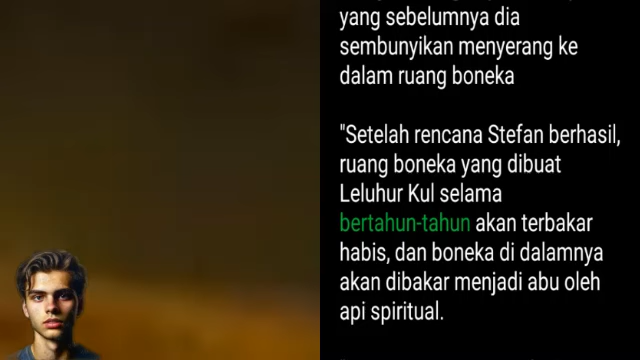 yang sebelumnya dia
sembunyikan menyerang ke
dalam ruang boneka
"Setelah rencana Stefan berhasil,
ruang boneka yang dibuat
Leluhur Kul selama
bertahun-tahun akan terbakar
habis, dan boneka di dalamnya
akan dibakar menjadi abu oleh
api spiritual.